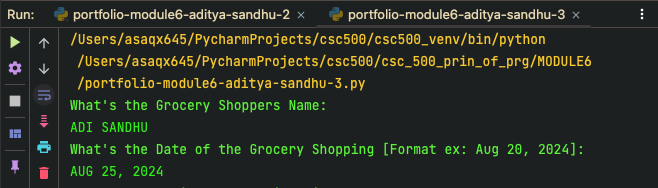 Run: portfolio-module6-aditya-sandhu-2 × portfolio-module6-aditya-sandhu-3 ×
/Users/asaqx645/PycharmProjects/csc500/csc500_venv/bin/python
/Users/asaqx645/PycharmProjects/csc500/csc_500_prin_of_prg/MODULE6
/portfolio-module6-aditya-sandhu-3.py
What's the Grocery Shoppers Name:
ADI SANDHU
What's the Date of the Grocery Shopping [Format ex: Aug 20, 2024]:
AUG 25, 2024